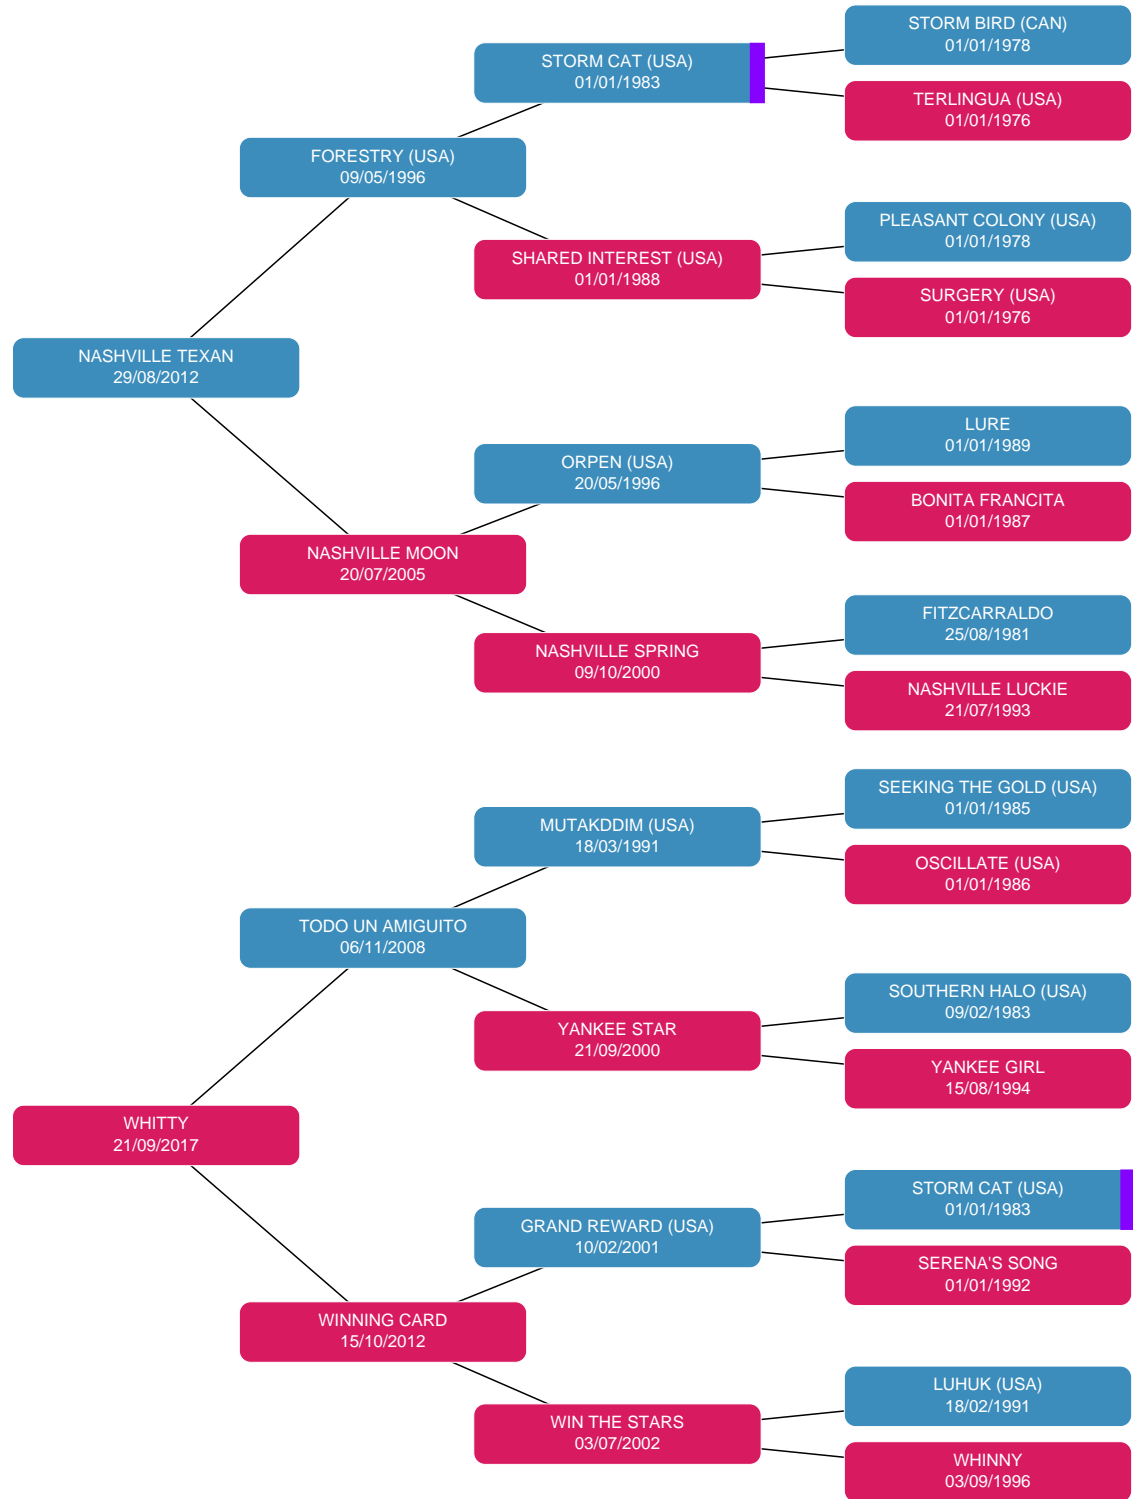 STORM BIRD (CAN)
01/01/1978
STORM CAT (USA)
01/01/1983
TERLINGUA (USA)
01/01/1976
FORESTRY (USA)
09/05/1996
PLEASANT COLONY (USA)
01/01/1978
SHARED INTEREST (USA)
01/01/1988
SURGERY (USA)
01/01/1976
NASHVILLE TEXAN
29/08/2012
LURE
01/01/1989
ORPEN (USA)
20/05/1996
BONITA FRANCITA
01/01/1987
NASHVILLE MOON
20/07/2005
FITZCARRALDO
25/08/1981
NASHVILLE SPRING
09/10/2000
NASHVILLE LUCKIE
21/07/1993
SEEKING THE GOLD (USA)
01/01/1985
MUTAKDDIM (USA)
18/03/1991
OSCILLATE (USA)
01/01/1986
TODO UN AMIGUITO
06/11/2008
SOUTHERN HALO (USA)
09/02/1983
YANKEE STAR
21/09/2000
YANKEE GIRL
15/08/1994
WHITTY
21/09/2017
STORM CAT (USA)
01/01/1983
GRAND REWARD (USA)
10/02/2001
SERENA'S SONG
01/01/1992
WINNING CARD
15/10/2012
LUHUK (USA)
18/02/1991
WIN THE STARS
03/07/2002
WHINNY
03/09/1996